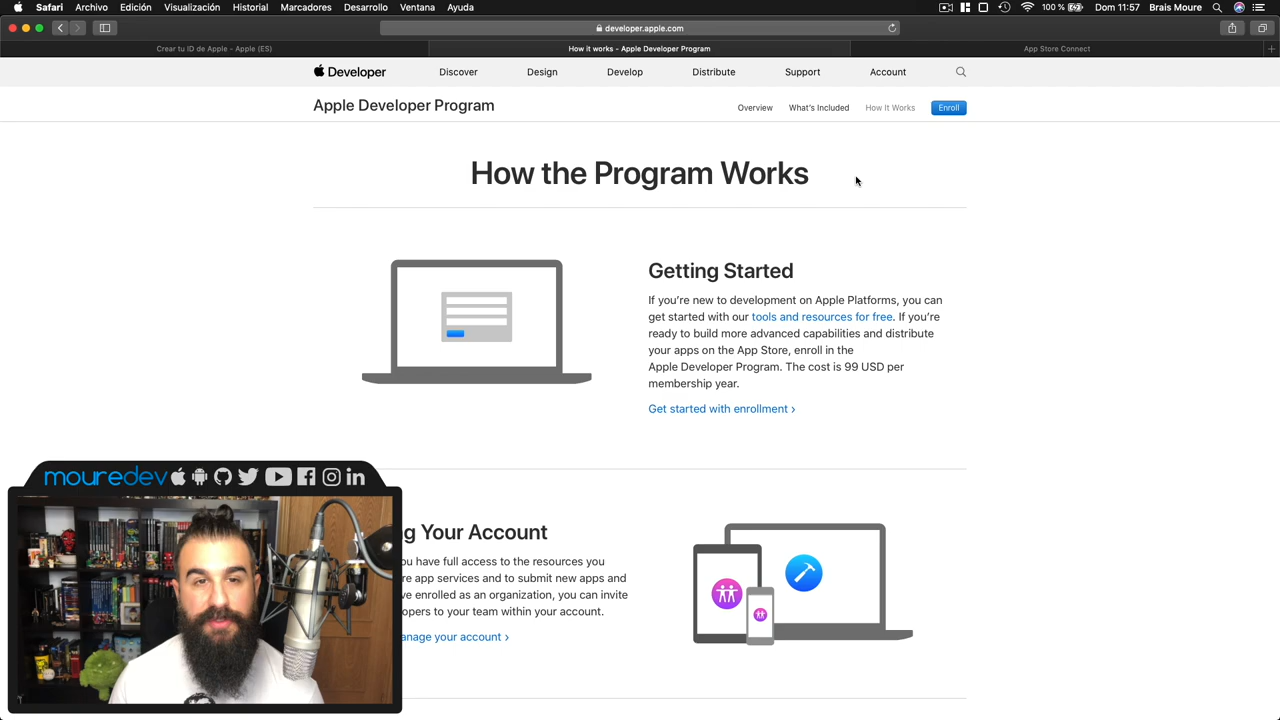 Safari Archivo Edición Visualización Historial Marcadores Desarrollo Ventana Ayuda 100 % Dom 11:57 Brais Moure
developer.apple.com
Crear tu ID de Apple - Apple (ES) How it works - Apple Developer Program App Store Connect
Developer Discover Design Develop Distribute Support Account
Apple Developer Program Overview What's Included How It Works Enroll
How the Program Works
Getting Started
If you're new to development on Apple Platforms, you can
get started with our tools and resources for free. If you're
ready to build more advanced capabilities and distribute
your apps on the App Store, enroll in the
Apple Developer Program. The cost is 99 USD per
membership year.
Get started with enrollment ›
mouredev
g Your Account
ou have full access to the resources you
re app services and to submit new apps and
ve enrolled as an organization, you can invite
opers to your team within your account.
anage your account ›